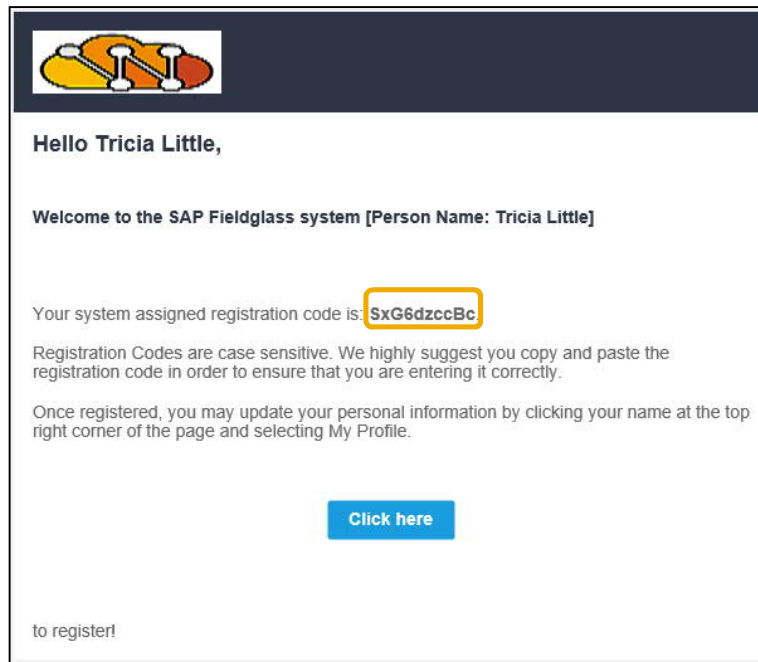 Hello Tricia Little,
Welcome to the SAP Fieldglass system [Person Name: Tricia Little]
Your system assigned registration code is: SxG6dzccBc.
Registration Codes are case sensitive. We highly suggest you copy and paste the
registration code in order to ensure that you are entering it correctly.
Once registered, you may update your personal information by clicking your name at the top
right corner of the page and selecting My Profile.
Click here
to register!